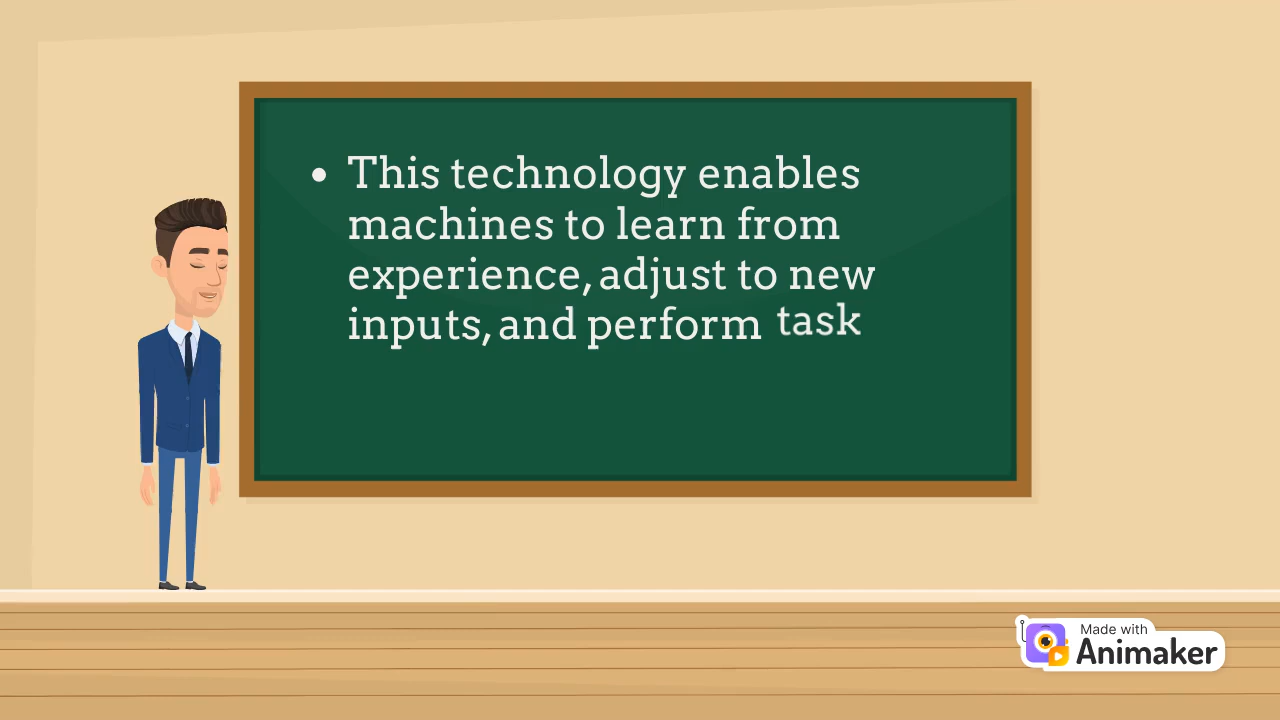 • This technology enables
machines to learn from
experience, adjust to new
inputs, and perform task
Made with
Animaker